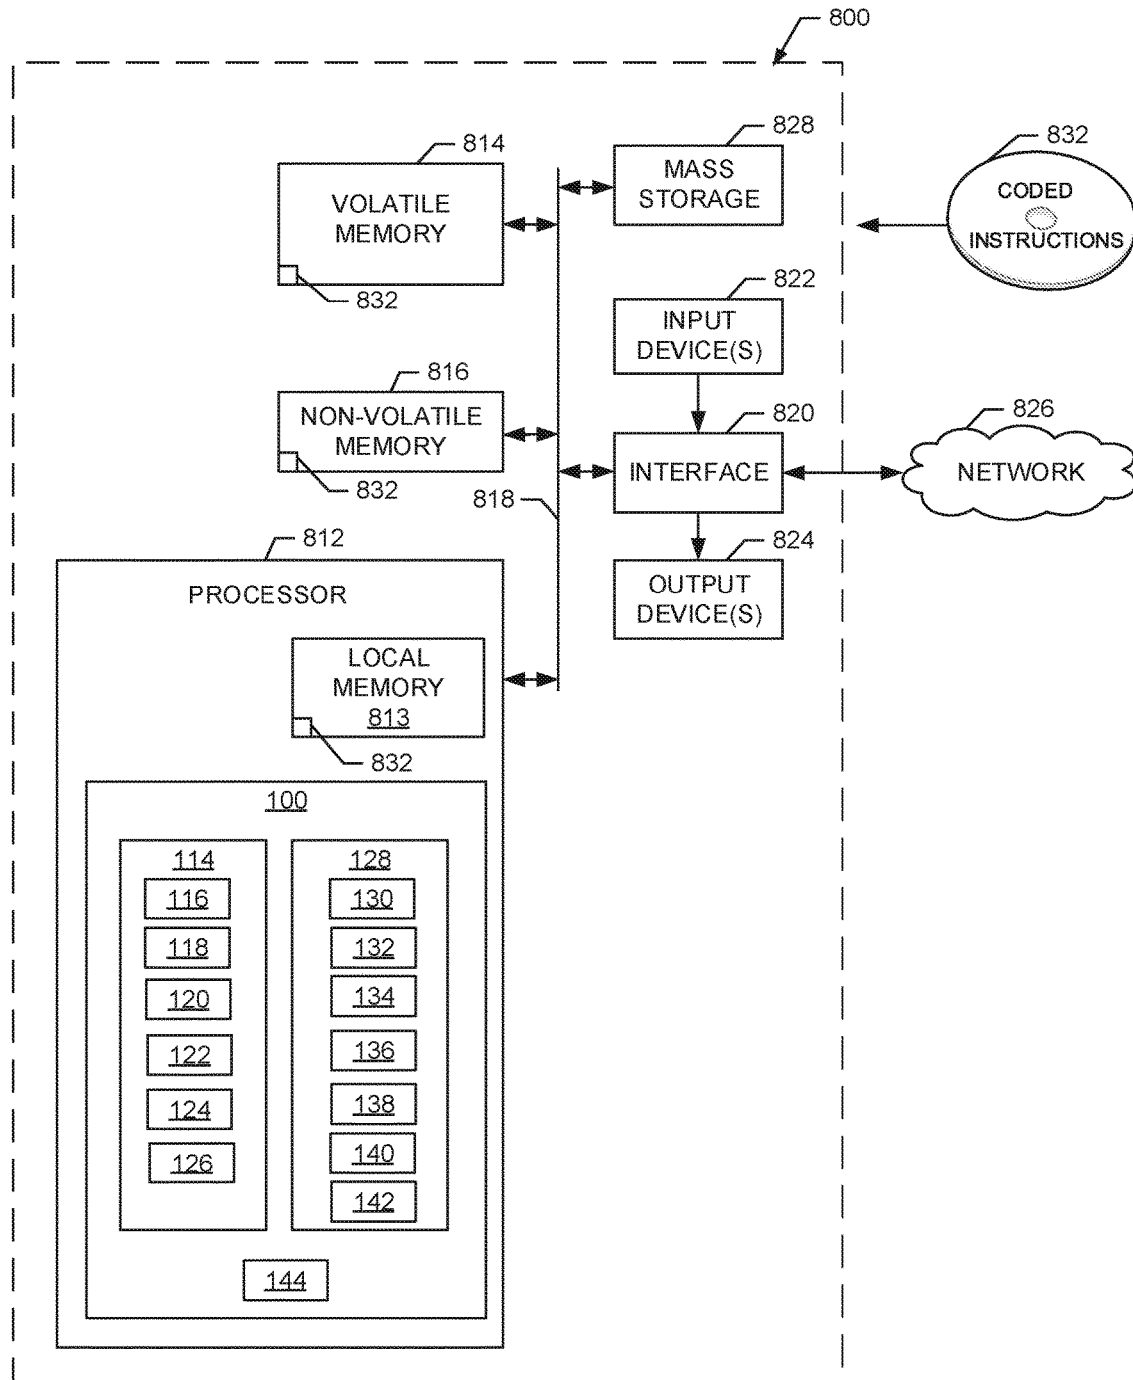 800
814
VOLATILE
MEMORY
832
828
MASS
STORAGE
832
CODED
INSTRUCTIONS
822
INPUT
DEVICE(S)
816
NON-VOLATILE
MEMORY
832
820
INTERFACE
826
NETWORK
818
824
OUTPUT
DEVICE(S)
812
PROCESSOR
LOCAL
MEMORY
813
832
100
114
116
118
120
122
124
126
128
130
132
134
136
138
140
142
144